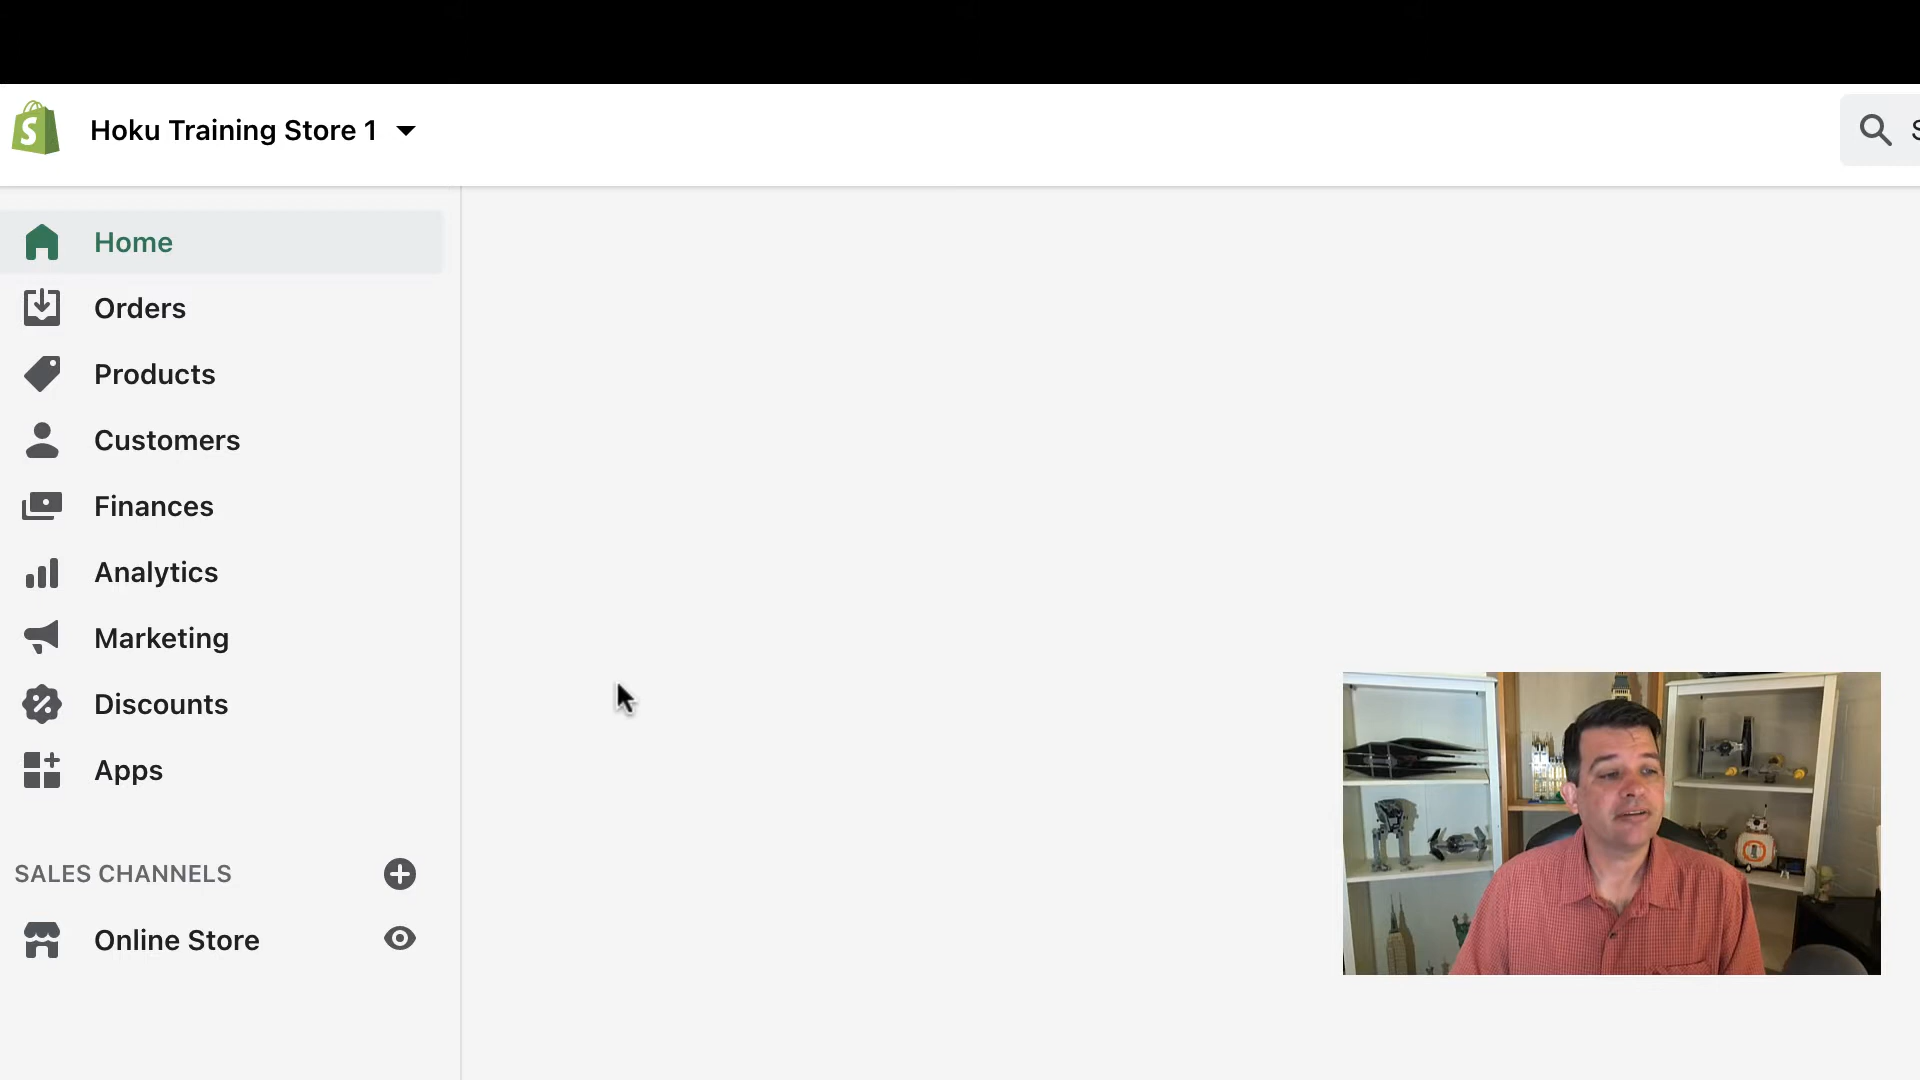 Hoku Training Store 1
Home
Orders
Products
Customers
Finances
Analytics
Marketing
Discounts
Apps
SALES CHANNELS
Online Store